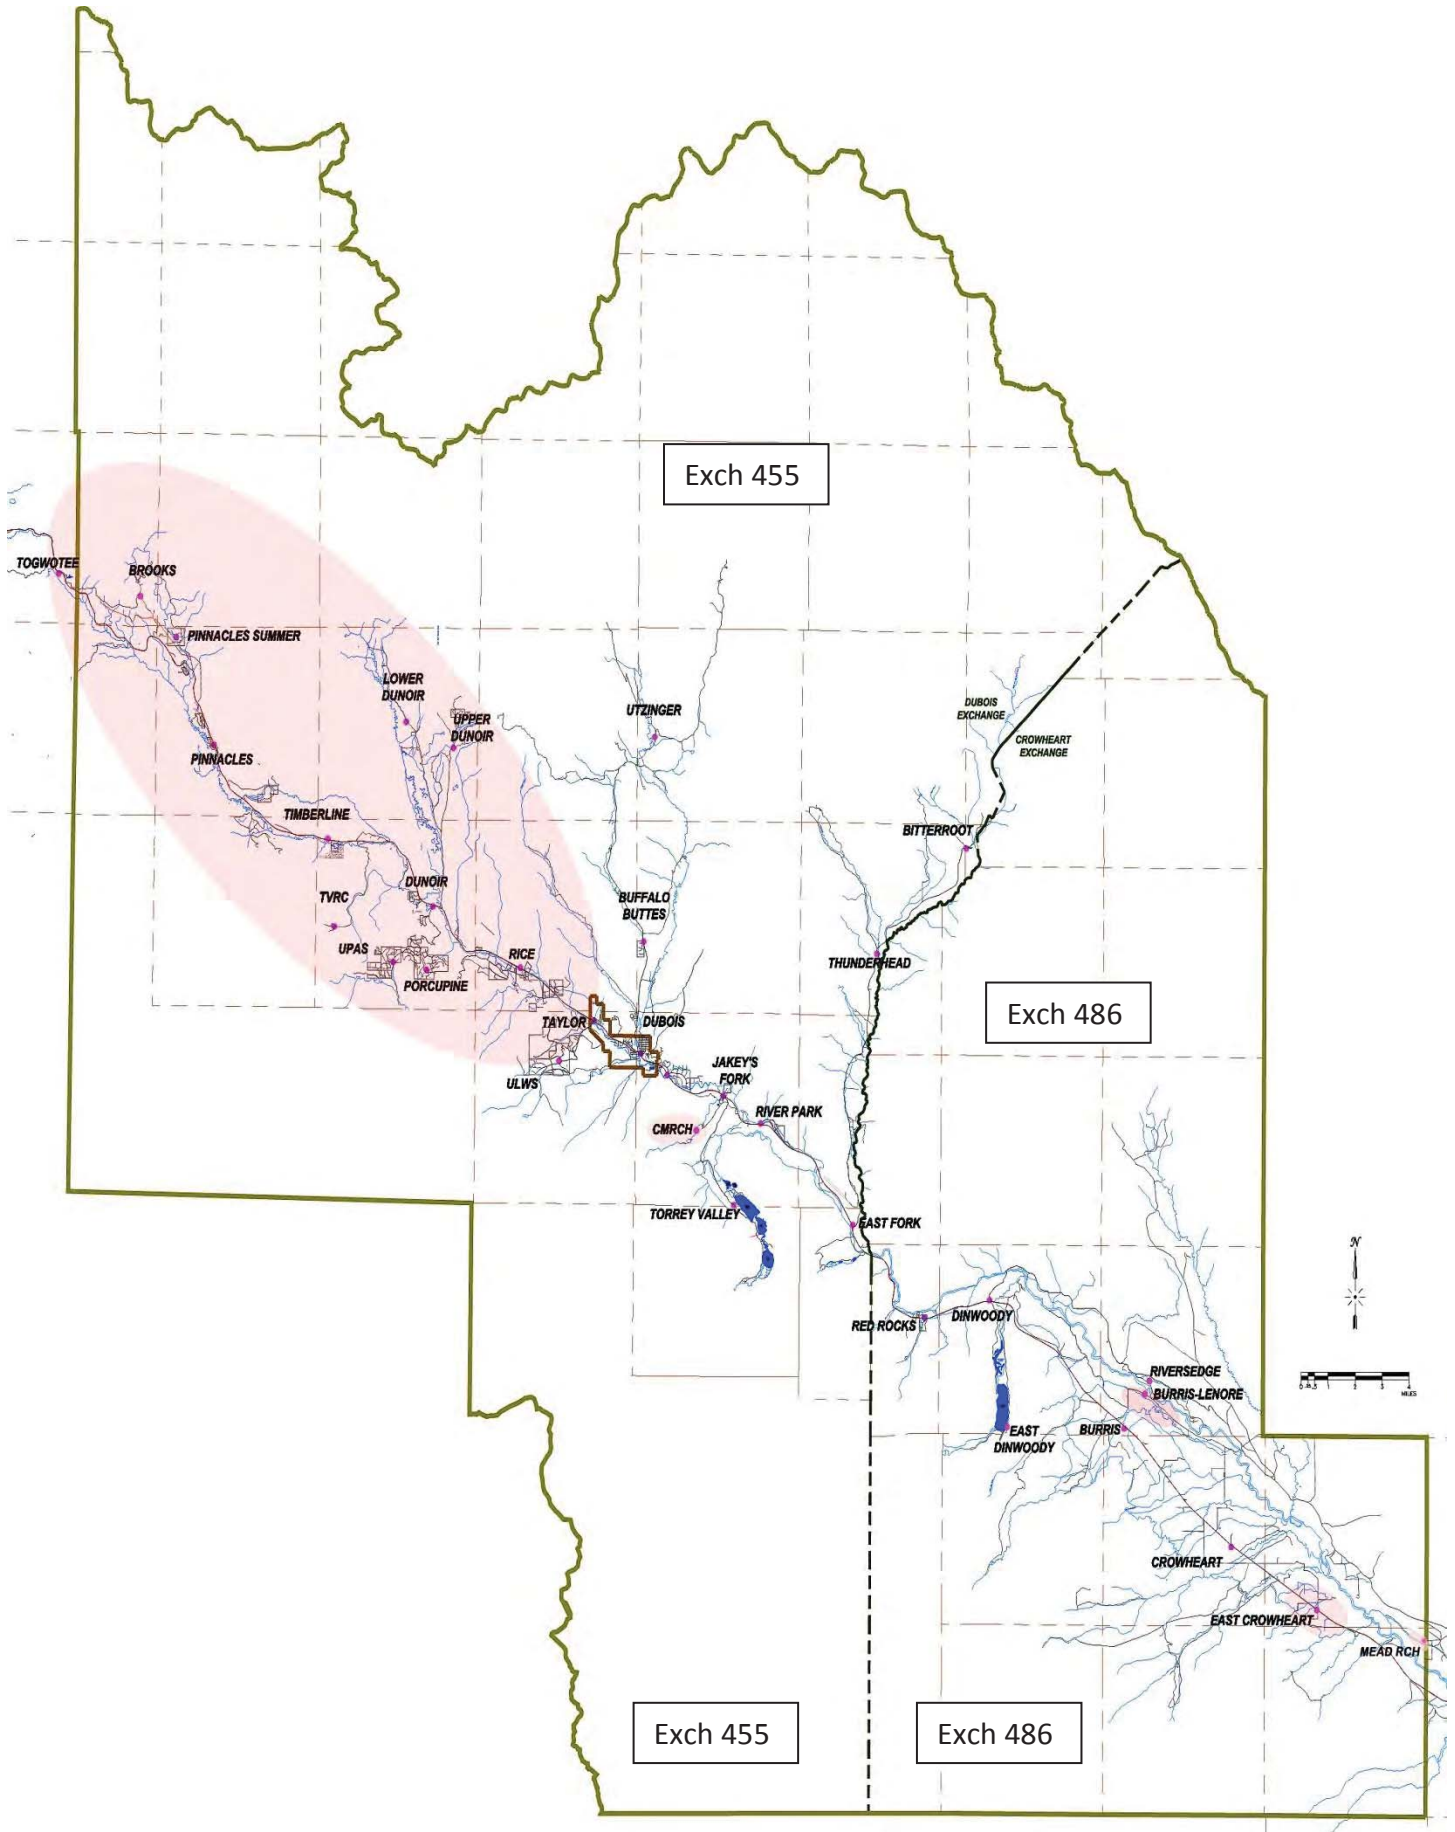 Exch 455
TOGWOTEE
BROOKS
PINNACLES SUMMER
LOWER
DUNOIR
UPPER
DUNOIR
UTZINGER
DUBOIS
EXCHANGE
CROWHEART
EXCHANGE
PINNACLES
TIMBERLINE
BITTERROOT
DUNOIR
TVRC
BUFFALO
BUTTES
UPAS
RICE
PORCUPINE
THUNDERHEAD
Exch 486
TAYLOR
DUBOIS
JAKEY'S
FORK
ULWS
RIVER PARK
CMRCH
TORREY VALLEY
EAST FORK
N
RED ROCKS
DINWOODY
RIVERSEDGE
BURRIS-LENORE
MILES
EAST
DINWOODY
BURRIS
CROWHEART
EAST CROWHEART
MEAD RCH
Exch 455
Exch 486